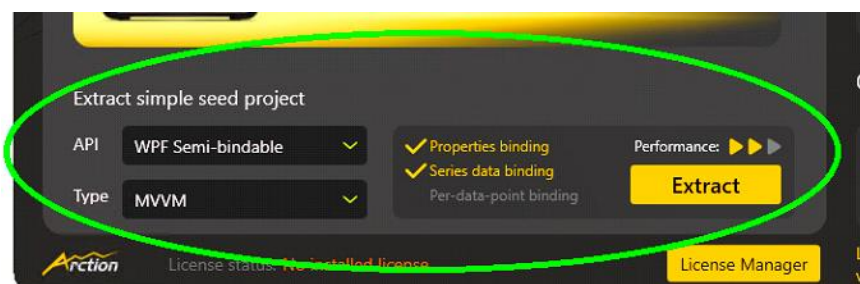 Extract simple seed project
API WPF Semi-bindable
Properties binding Performance:
Series data binding
Type MVVM
Per-data-point binding Extract
Arction License status: No installed license License Manager